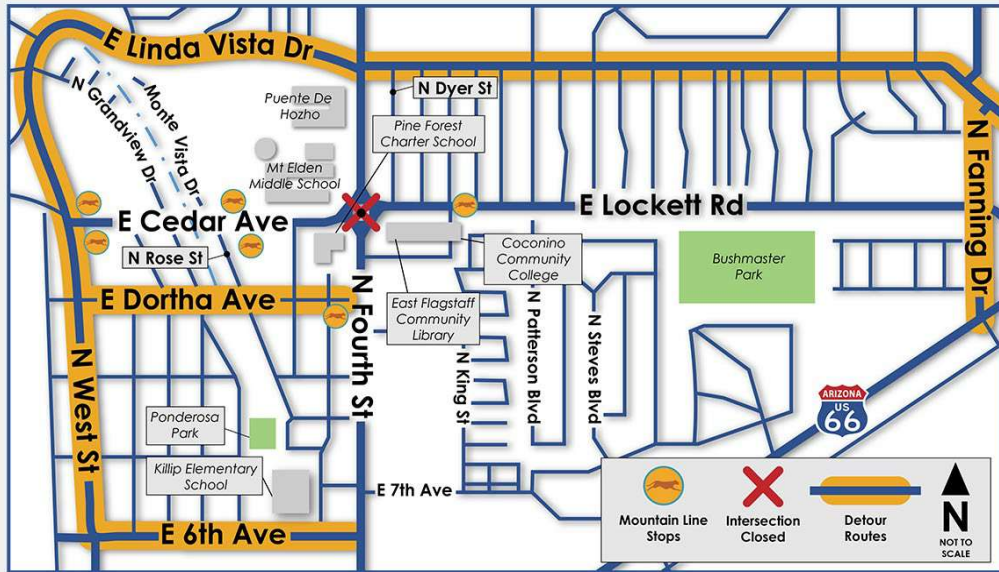 E Linda Vista Dr
N Grandview Dr
Monte Vista Dr
Puente De
Hozho
N Dyer St
Pine Forest
Charter School
Mt Elden
Middle School
N Fanning Dr
E Cedar Ave
E Lockett Rd
N Rose St
Coconino
Community
College
Bushmaster
Park
E Dortha Ave
East Flagstaff
Community
Library
N Fourth St
N West St
N King St
N Patterson Blvd
N Steves Blvd
ARIZONA
US
66
Ponderosa
Park
Killip Elementary
School
E 7th Ave
E 6th Ave
Mountain Line
Stops
Intersection
Closed
Detour
Routes
N
NOT TO
SCALE